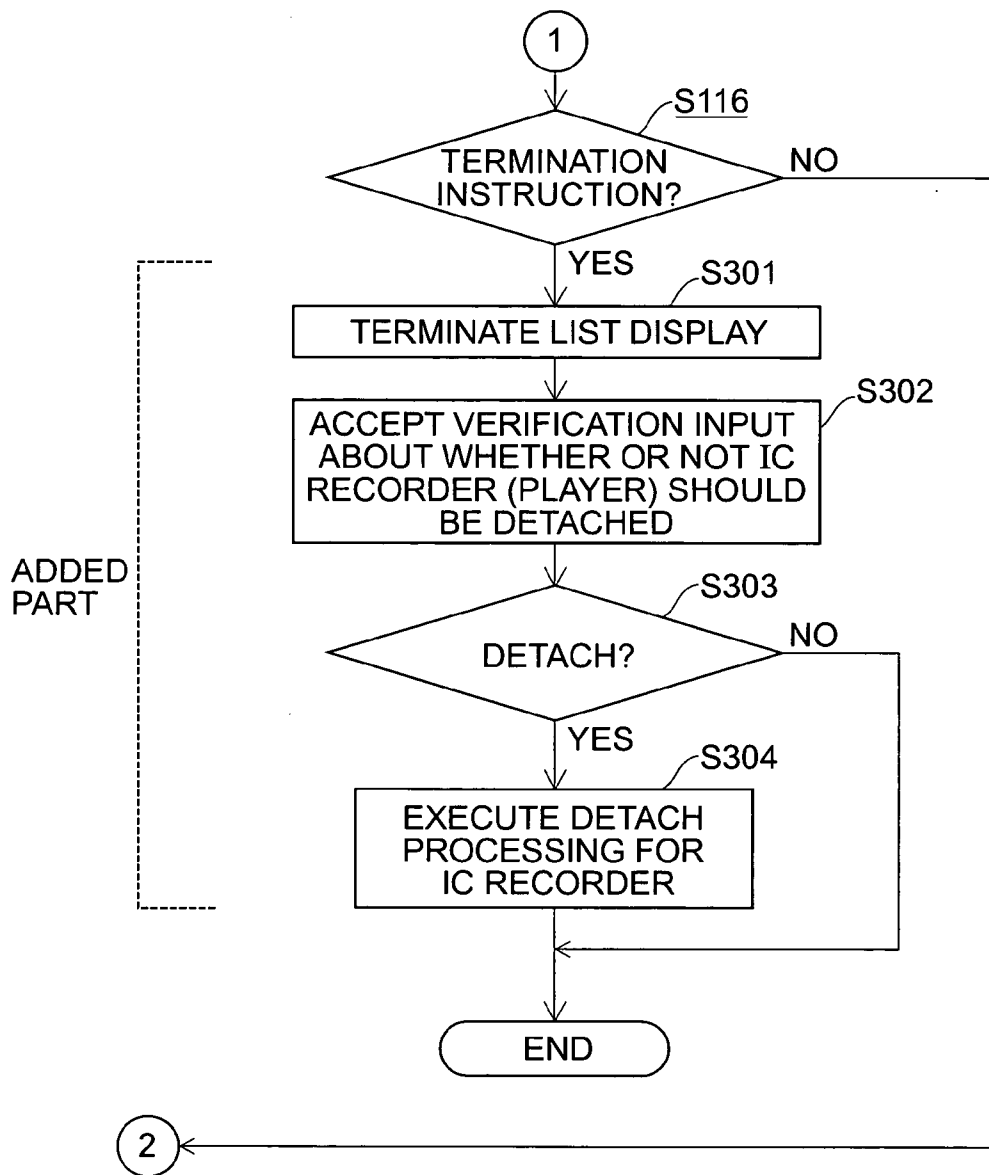 1
S116
TERMINATION
INSTRUCTION?
NO
YES
S301
TERMINATE LIST DISPLAY
S302
ACCEPT VERIFICATION INPUT
ABOUT WHETHER OR NOT IC
RECORDER (PLAYER) SHOULD
BE DETACHED
ADDED
PART
S303
DETACH?
NO
YES
S304
EXECUTE DETACH
PROCESSING FOR
IC RECORDER
END
2